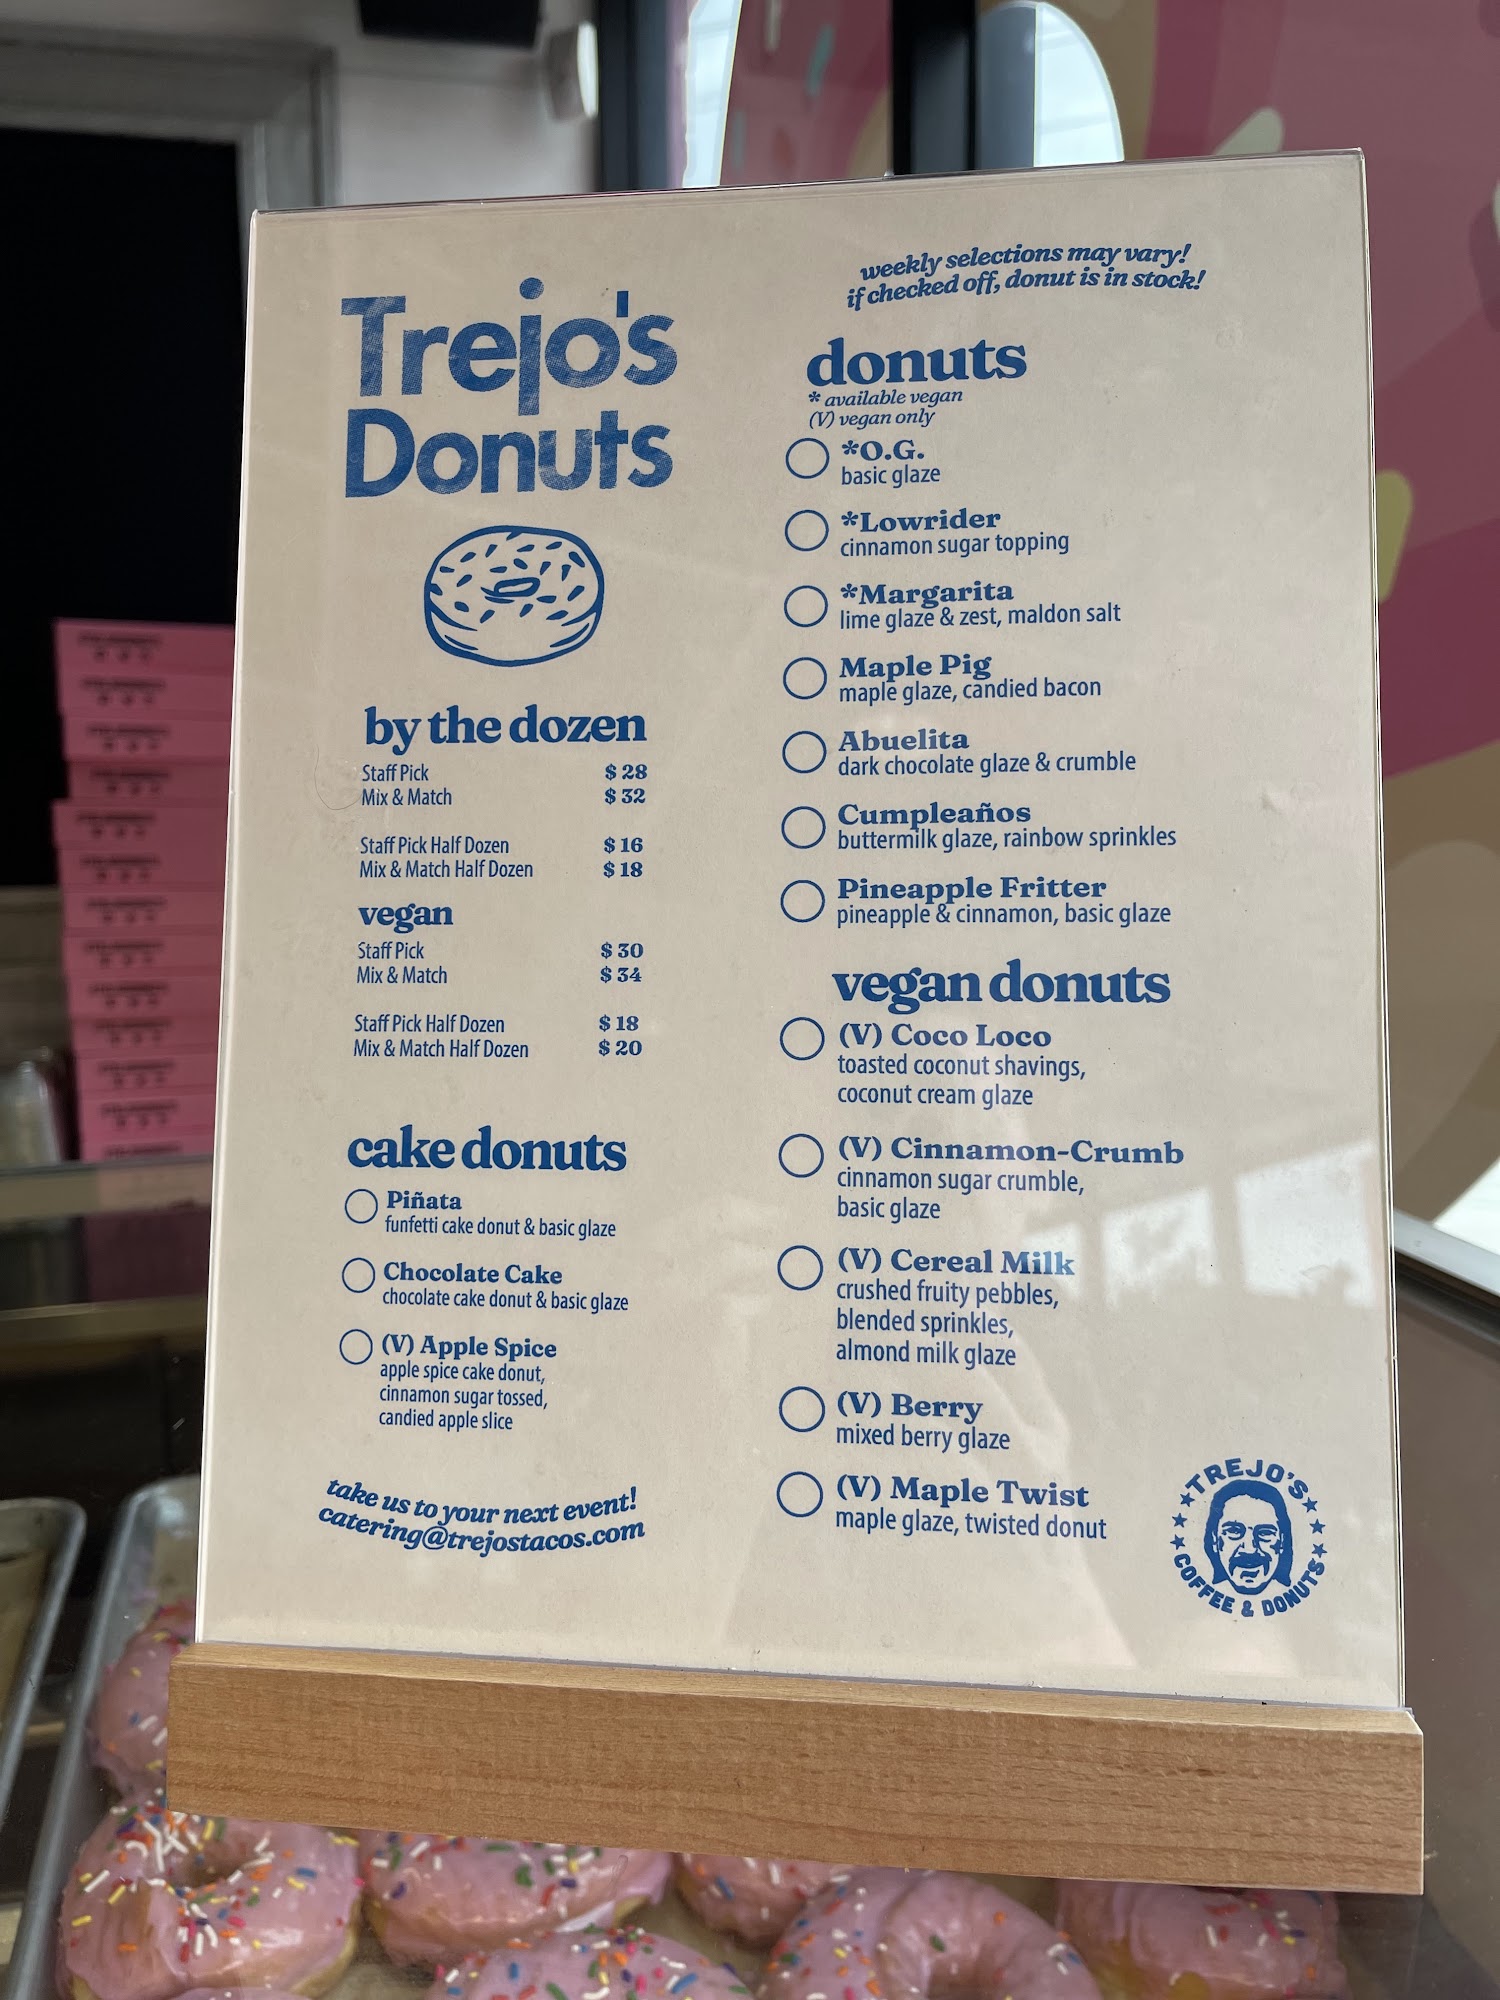 Trejo's
Donuts
by the dozen
Staff Pick $ 28
Mix & Match $ 32
Staff Pick Half Dozen $ 16
Mix & Match Half Dozen $ 18
vegan
Staff Pick $ 30
Mix & Match $ 34
Staff Pick Half Dozen $ 18
Mix & Match Half Dozen $ 20
cake donuts
Piñata
funfetti cake donut & basic glaze
Chocolate Cake
chocolate cake donut & basic glaze
(V) Apple Spice
apple spice cake donut,
cinnamon sugar tossed,
candied apple slice
take us to your next event!
catering@trejostacos.com
weekly selections may vary!
if checked off, donut is in stock!
donuts
* available vegan
(V) vegan only
*O.G.
basic glaze
*Lowrider
cinnamon sugar topping
*Margarita
lime glaze & zest, maldon salt
Maple Pig
maple glaze, candied bacon
Abuelita
dark chocolate glaze & crumble
Cumpleaños
buttermilk glaze, rainbow sprinkles
Pineapple Fritter
pineapple & cinnamon, basic glaze
vegan donuts
(V) Coco Loco
toasted coconut shavings,
coconut cream glaze
(V) Cinnamon-Crumb
cinnamon sugar crumble,
basic glaze
(V) Cereal Milk
crushed fruity pebbles,
blended sprinkles,
almond milk glaze
(V) Berry
mixed berry glaze
(V) Maple Twist
maple glaze, twisted donut
TREJO'S
COFFEE & DONUTS